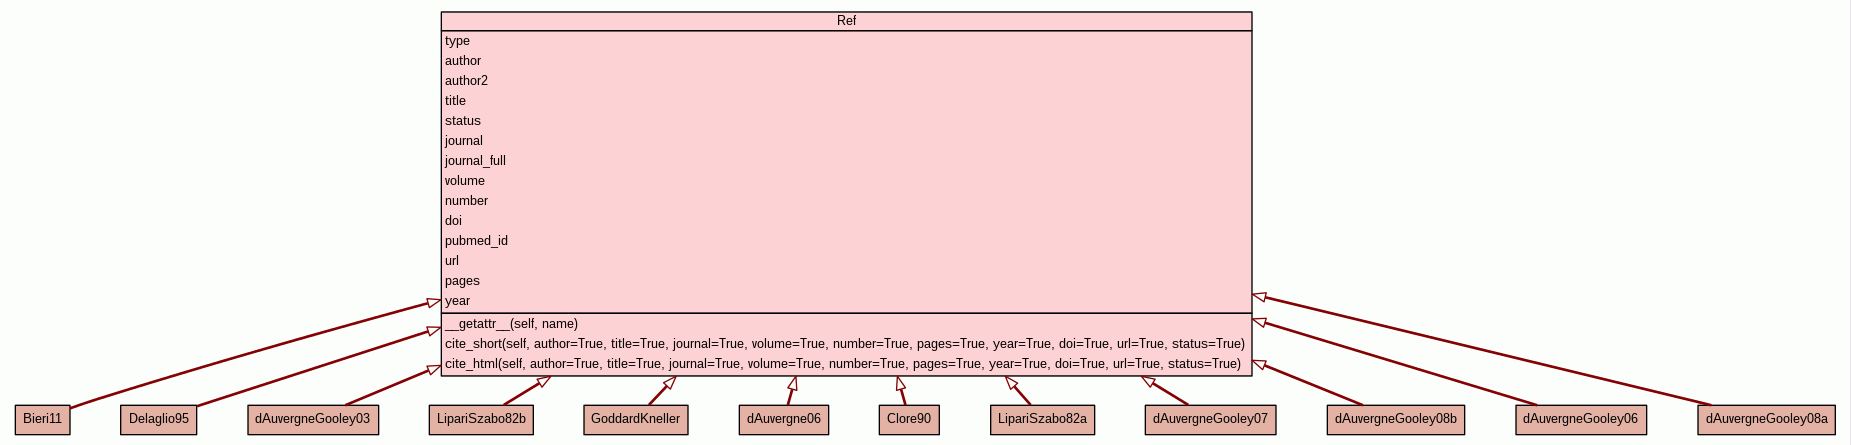 Ref
type
author
author2
title
status
journal
journal_full
volume
number
doi
pubmed_id
url
pages
year
__getattr__(self, name)
cite_short(self, author=True, title=True, journal=True, volume=True, number=True, pages=True, year=True, doi=True, url=True, status=True)
cite_html(self, author=True, title=True, journal=True, volume=True, number=True, pages=True, year=True, doi=True, url=True, status=True)
Bieri11
Delaglio95
dAuvergneGooley03
LipariSzabo82b
GoddardKneller
dAuvergne06
Clore90
LipariSzabo82a
dAuvergneGooley07
dAuvergneGooley08b
dAuvergneGooley06
dAuvergneGooley08a